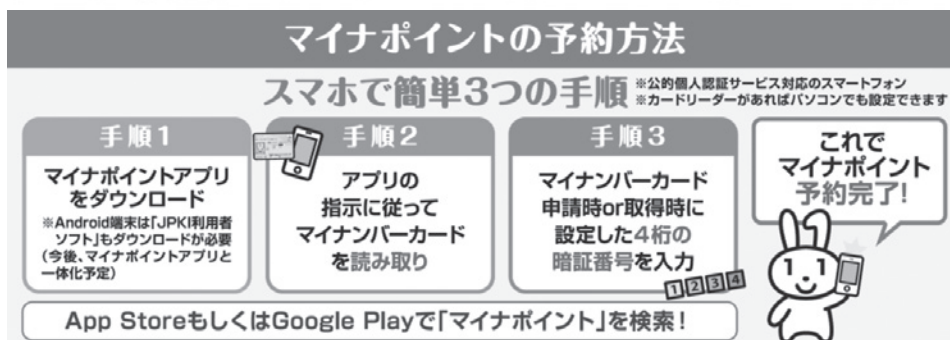 マイナポイントの予約方法
スマホで簡単3つの手順
※公的個人認証サービス対応のスマートフォン
※カードリーダーがあればパソコンでも設定できます
手順1
マイナポイントアプリ
をダウンロード
※Android端末は「JPKI利用者
ソフト」もダウンロードが必要
(今後、マイナポイントアプリと
一体化予定)
手順2
アプリの
指示に従って
マイナンバーカード
を読み取り
手順3
マイナンバーカード
申請時or取得時に
設定した4桁の
暗証番号を入力
1 2 3 4
これで
マイナポイント
予約完了!
App StoreもしくはGoogle Playで「マイナポイント」を検索!